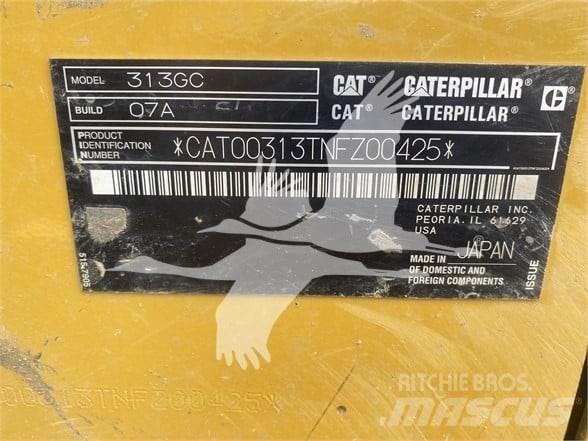 MODEL 313GC
BUILD 07A
CAT® CATERPILLAR® C
CAT® CATERPILLAR®
PRODUCT IDENTIFICATION NUMBER *CAT00313TNFZ00425*
CATERPILLAR INC.
PEORIA. IL 61629
USA
MADE IN JAPAN
OF DOMESTIC AND
FOREIGN COMPONENTS
ISSUE
00313TNFZ00425*
RITCHIE BROS.
MASCUS